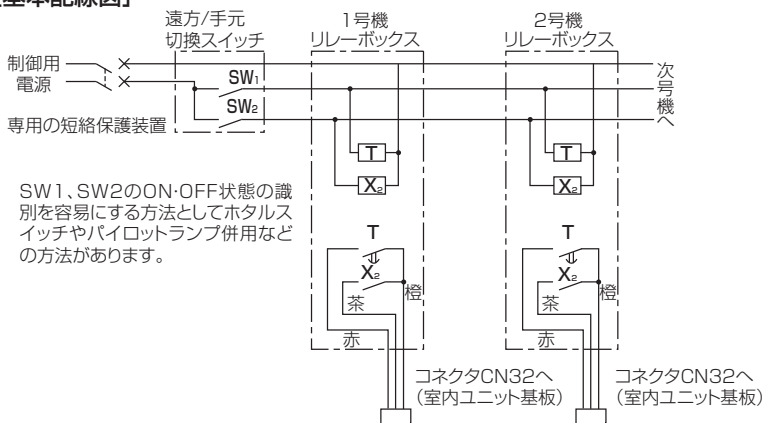 基本配線図】
遠方/手元
切換スイッチ
1号機
リレーボックス
2号機
リレーボックス
制御用
電源
専用の短絡保護装置
SW₁
SW₂
次号機へ
T
X₂
T
X₂
SW1、SW2のON·OFF状態の識
別を容易にする方法としてホタルス
イッチやパイロットランプ併用など
の方法があります。
T
X₂
茶
橙
赤
T
X₂
茶
橙
赤
コネクタCN32へ
(室内ユニット基板)
コネクタCN32へ
(室内ユニット基板)